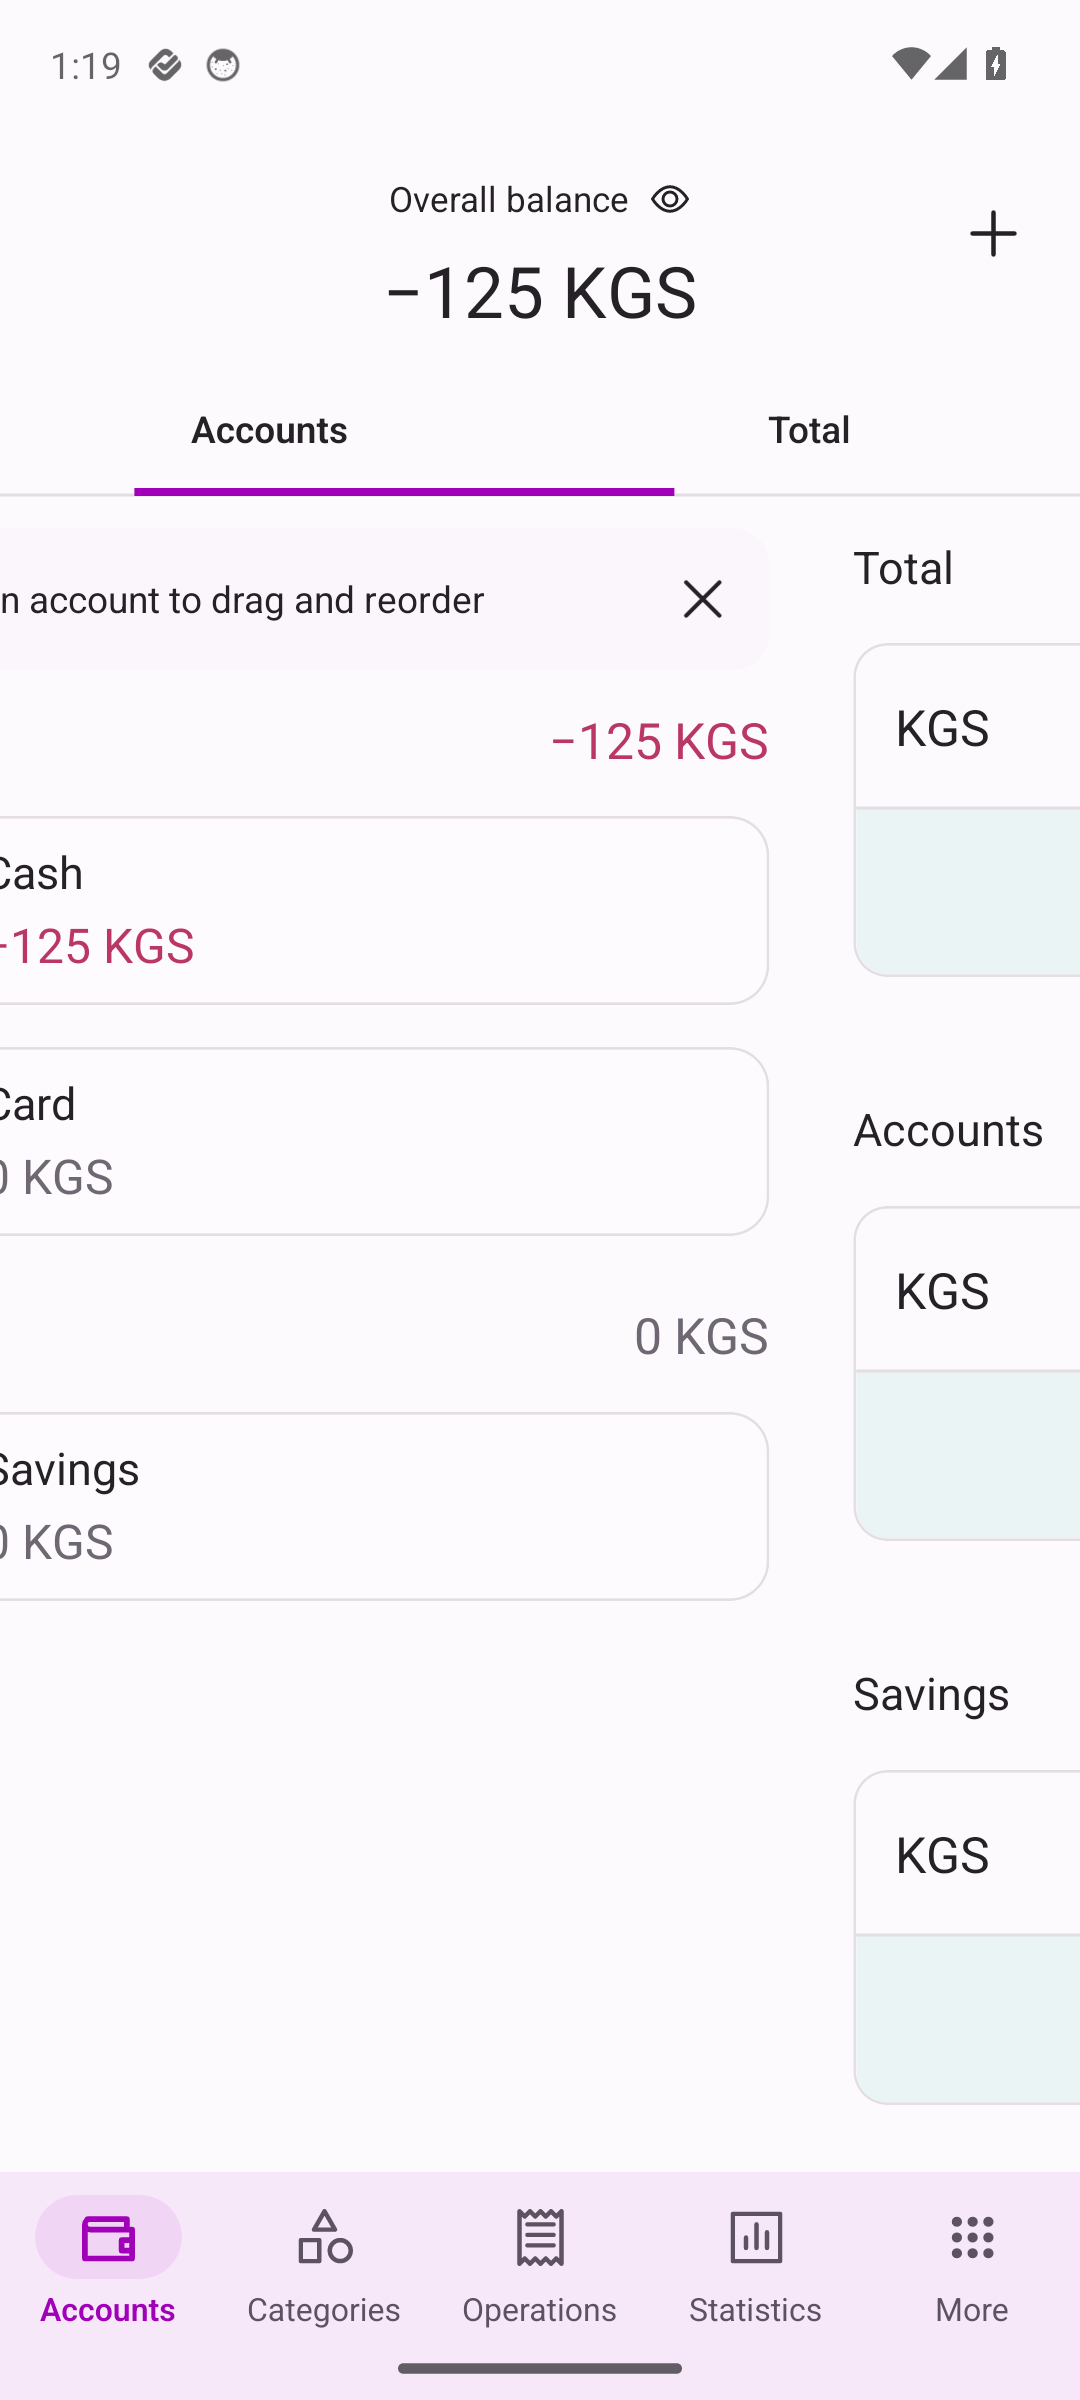 1:19
Overall balance
−125 KGS
Accounts
Total
n account to drag and reorder
Total
KGS
−125 KGS
Cash
−125 KGS
Card
0 KGS
Accounts
KGS
0 KGS
Savings
0 KGS
Savings
KGS
Accounts
Categories
Operations
Statistics
More